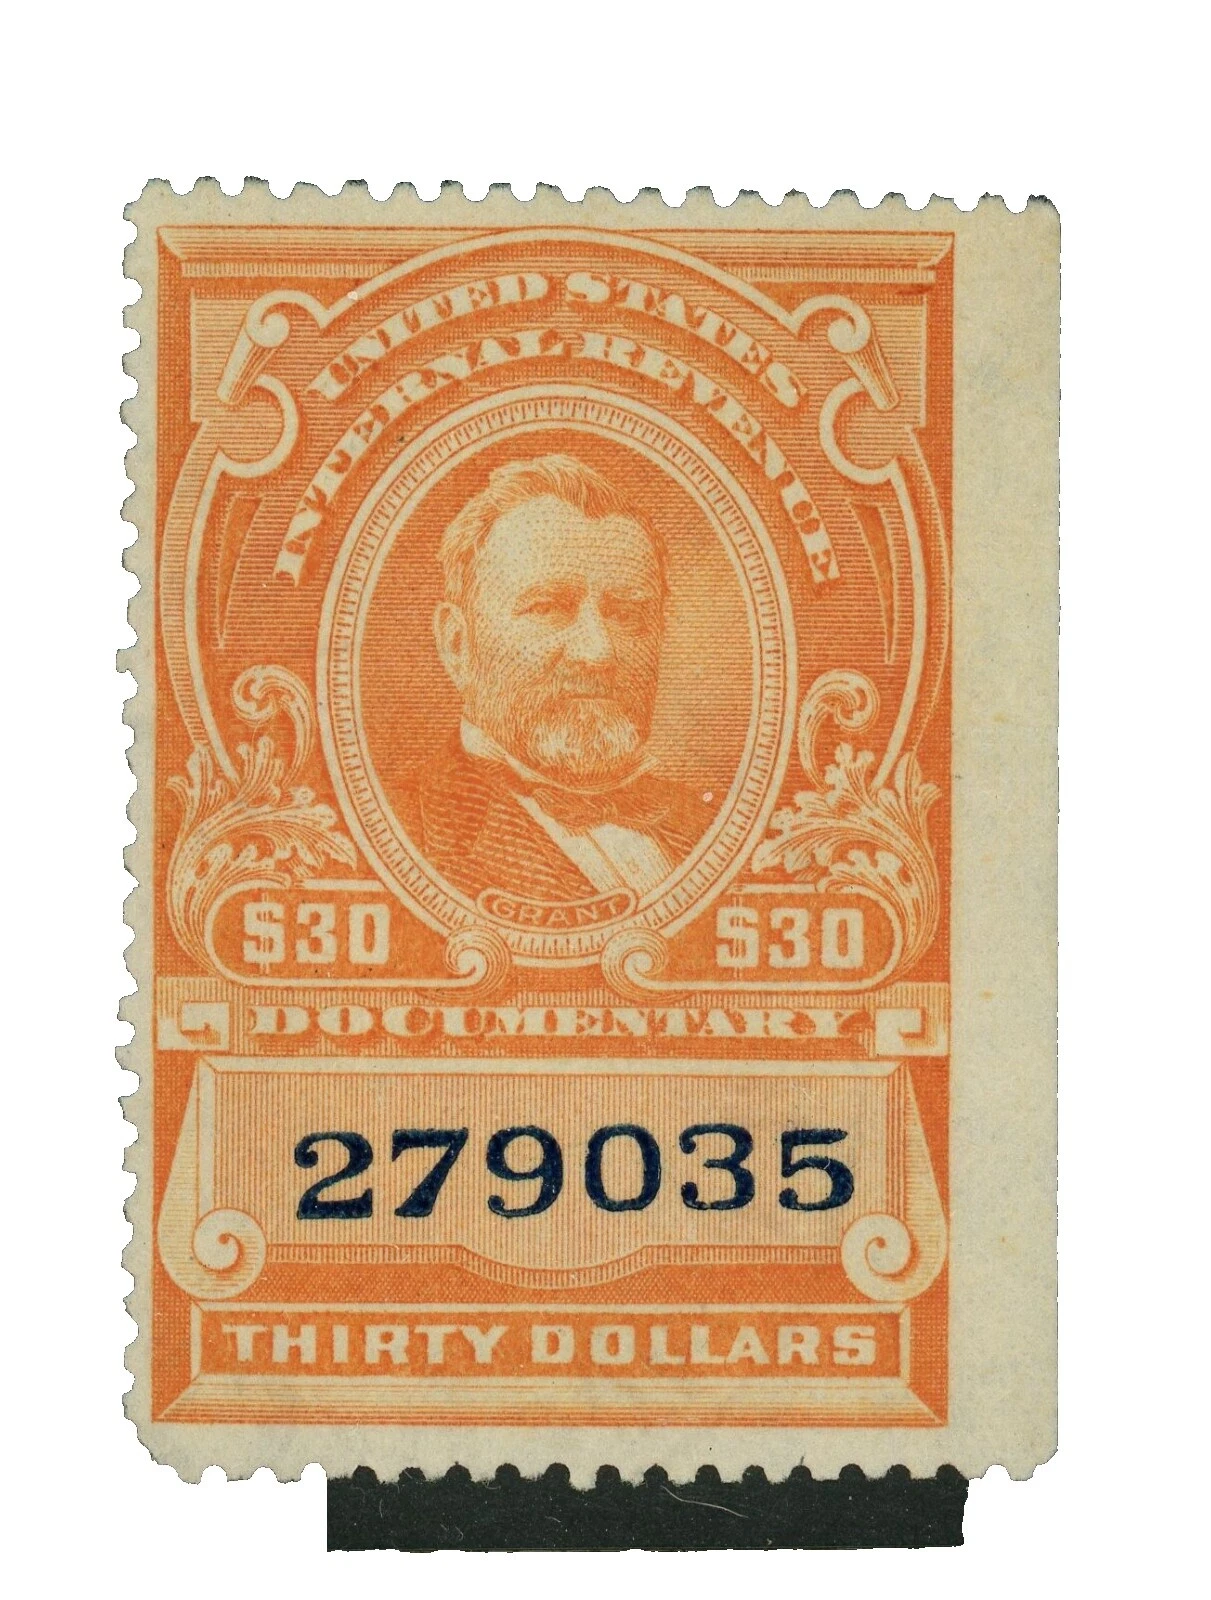 UNITED STATES
INTERNAL REVENUE
GRANT
$30 $30
DOCUMENTARY
279035
THIRTY DOLLARS